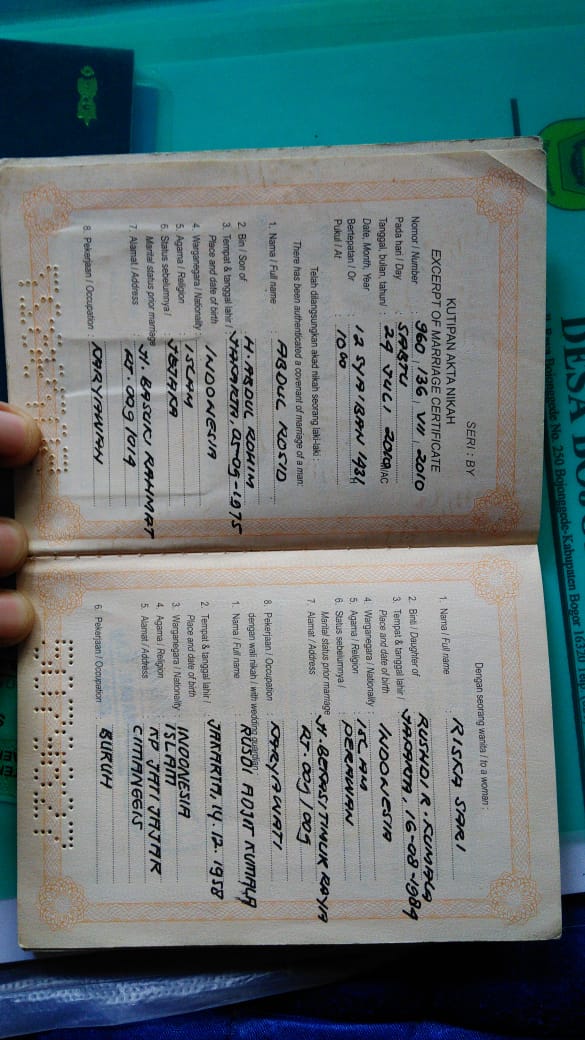 SERI : BY
KUTIPAN AKTA NIKAH
EXCERPT OF MARRIAGE CERTIFICATE
Nomor / Number : 960 / 136 / VII / 2010
Pada hari / Day : SABTU
Tanggal, bulan, tahun / : 24 JULI 2010 M/AC
Date, Month, Year
Bertepatan / Or : 12 SYA'BAN 1431
Pukul / At : 10.00
Telah dilangsungkan akad nikah seorang laki-laki :
There has been authenticated a covenant of marriage of a man:
1. Nama / Full name : ABDUL ROSID
2. Bin / Son of : H. ABDUL ROHIM
3. Tempat & tanggal lahir / : JAKARTA,
Place and date of birth
4. Warganegara / Nationality : INDONESIA
5. Agama / Religion : ISLAM
6. Status sebelumnya / : JEJAKA
Marital status prior marriage
7. Alamat / Address : Jl. BASUKI RAHMAT
RT. 009/019
8. Pekerjaan / Occupation : KARYAWAN
Dengan seorang wanita / to a woman :
1. Nama / Full name : RISKA SARI
2. Binti / Daughter of : RUSHDI R. KUMALA
3. Tempat & tanggal lahir / : JAKARTA, 16-08-1984
Place and date of birth
4. Warganegara / Nationality : INDONESIA
5. Agama / Religion : ISLAM
6. Status sebelumnya / : PERAWAN
Marital status prior marriage
7. Alamat / Address : Jl. BEKASI TIMUR RAYA
RT. 009/009
8. Pekerjaan / Occupation : KARYAWATI
dengan wali nikah / with wedding guardian :
1. Nama / Full name : RUSDI KUMALA
2. Tempat & tanggal lahir / : JAKARTA, 14.12.1958
Place and date of birth
3. Warganegara / Nationality : INDONESIA
4. Agama / Religion : ISLAM
5. Alamat / Address : KP JATI JAJAR
CIMANGGIS
6. Pekerjaan / Occupation : BURUH
DESA
Bojonggede No. 250 Bojonggede-Kabupaten Bogor 16320